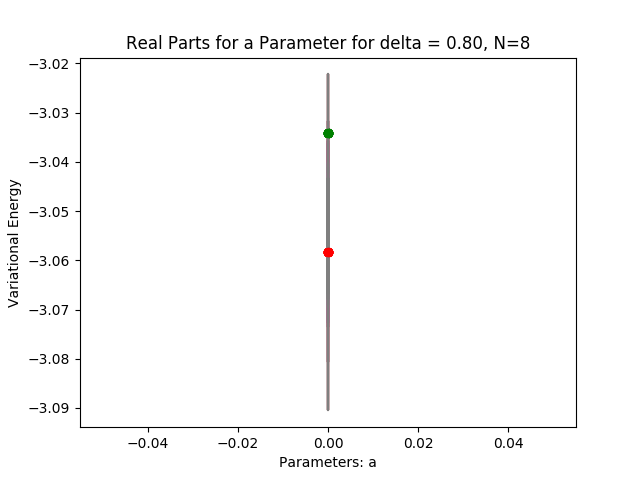 Real Parts for a Parameter for delta = 0.80, N=8
−3.02
−3.03
−3.04
−3.05
−3.06
−3.07
−3.08
−3.09
Variational Energy
−0.04 −0.02 0.00 0.02 0.04
Parameters: a